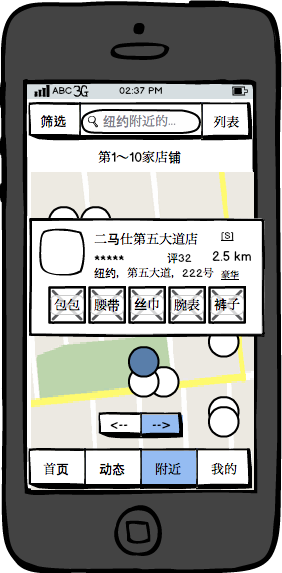 ABC 3G 02:37 PM
筛选 纽约附近的... 列表
第1～10家店铺
二马仕第五大道店 [S]
★★★★★ 评32 2.5 km
纽约，第五大道，222号 豪华
包包 腰带 丝巾 腕表 裤子
<-- -->
首页 动态 附近 我的